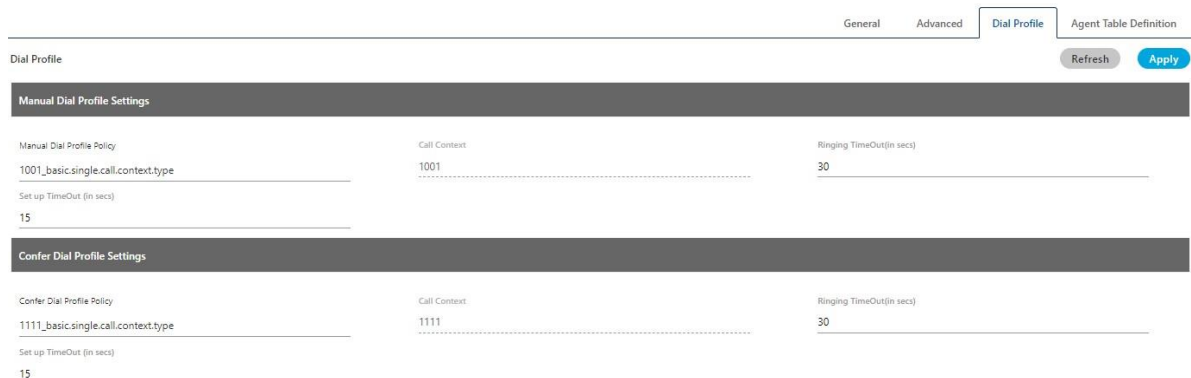 General Advanced Dial Profile Agent Table Definition
Dial Profile Refresh Apply
Manual Dial Profile Settings
Manual Dial Profile Policy Call Context Ringing TimeOut(in secs)
1001_basic.single.call.context.type 1001 30
Set up TimeOut (in secs)
15
Confer Dial Profile Settings
Confer Dial Profile Policy Call Context Ringing TimeOut(in secs)
1111_basic.single.call.context.type 1111 30
Set up TimeOut (in secs)
15